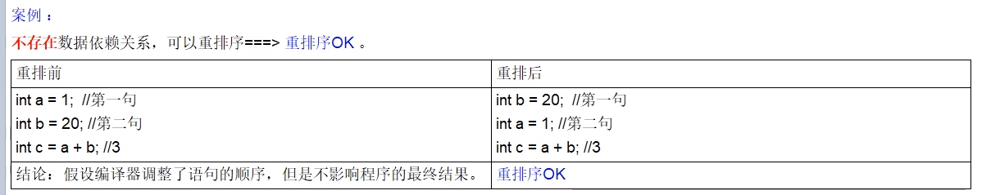 案例 :
不存在数据依赖关系，可以重排序===> 重排序OK 。
重排前
重排后
int a = 1;  //第一句
int b = 20; //第二句
int c = a + b; //3
int b = 20;  //第一句
int a = 1; //第二句
int c = a + b; //3
结论：假设编译器调整了语句的顺序，但是不影响程序的最终结果。
重排序OK